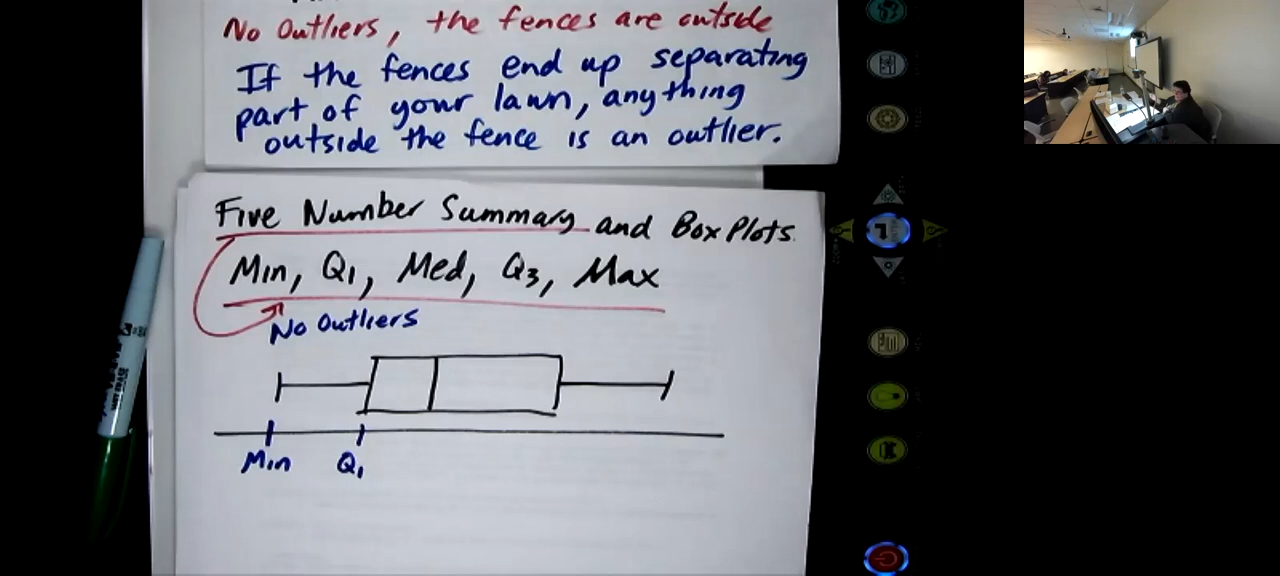 No Outliers, the fences are outside
If the fences end up separating
part of your lawn, anything
outside the fence is an outlier.
Five Number Summary and Box Plots
Min, Q1, Med, Q3, Max
No Outliers
Min Q1